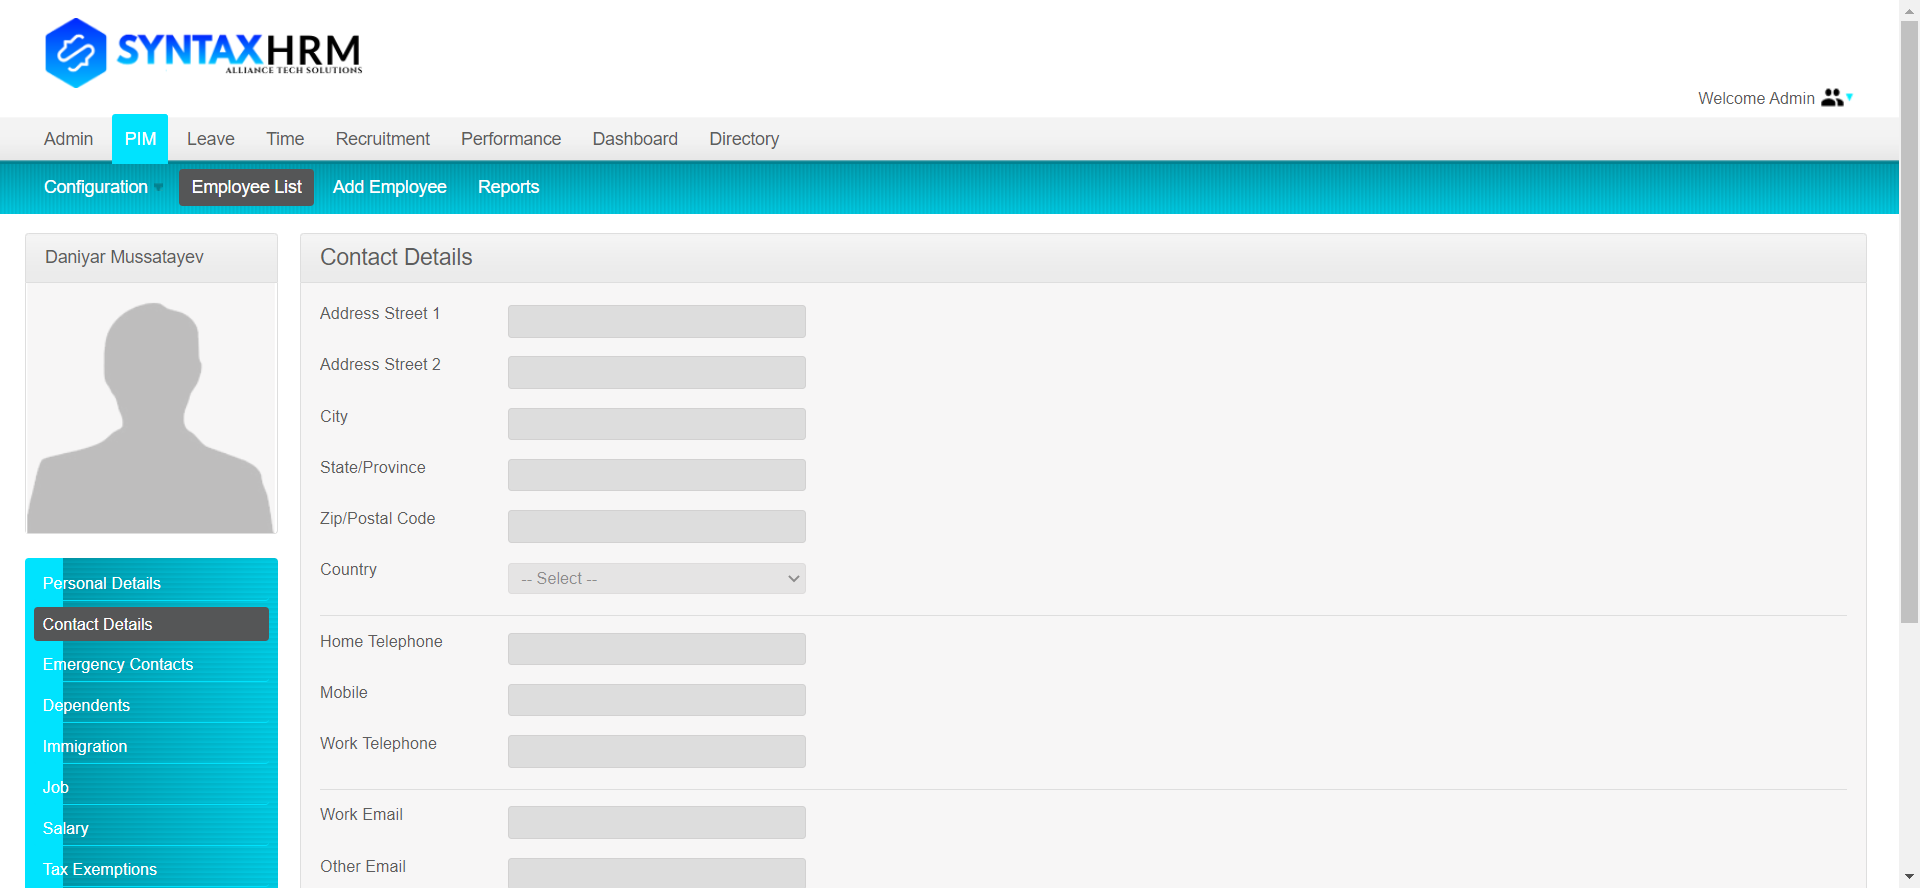 SYNTAXHRM
ALLIANCE TECH SOLUTIONS
Welcome Admin
Admin PIM Leave Time Recruitment Performance Dashboard Directory
Configuration Employee List Add Employee Reports
Daniyar Mussatayev
Personal Details
Contact Details
Emergency Contacts
Dependents
Immigration
Job
Salary
Tax Exemptions
Contact Details
Address Street 1
Address Street 2
City
State/Province
Zip/Postal Code
Country -- Select --
Home Telephone
Mobile
Work Telephone
Work Email
Other Email